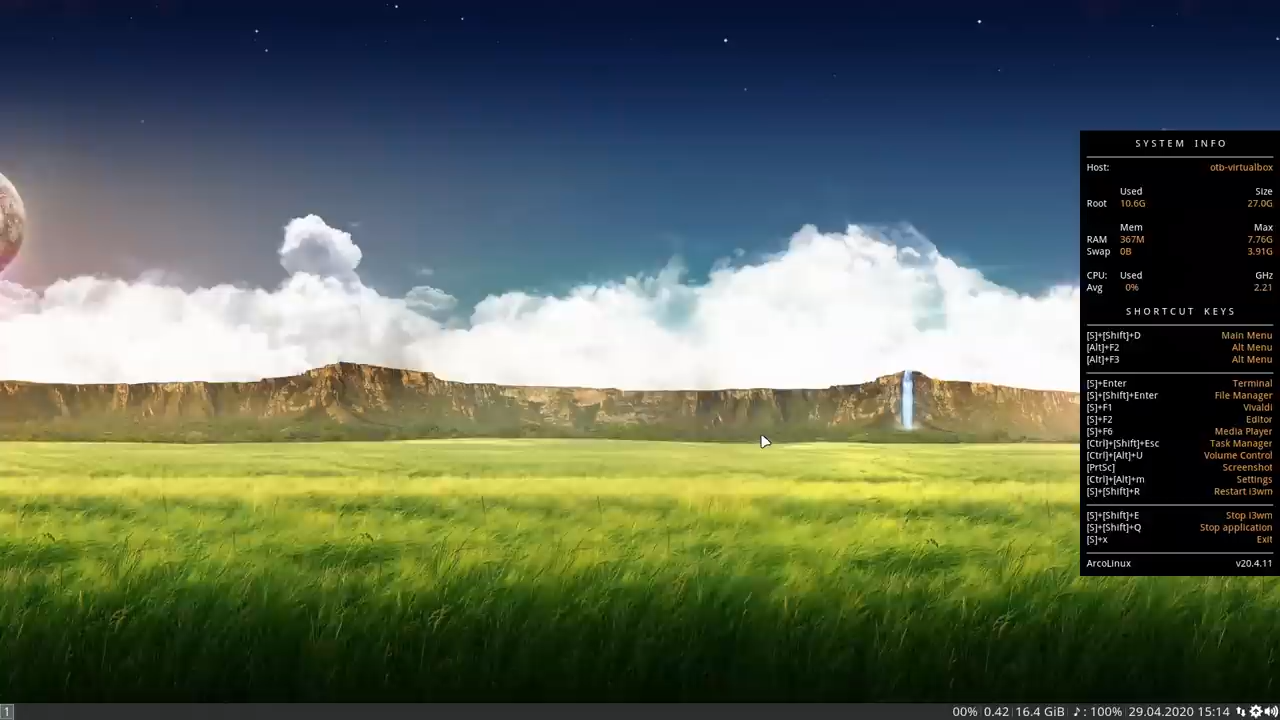 SYSTEM INFO
Host: otb-virtualbox
Used Size
Root 10.6G 27.0G
Mem Max
RAM 367M 7.76G
Swap 0B 3.91G
CPU: Used GHz
Avg 0% 2.21
SHORTCUT KEYS
[S]+[Shift]+D Main Menu
[Alt]+F2 Alt Menu
[Alt]+F3 Alt Menu
[S]+Enter Terminal
[S]+[Shift]+Enter File Manager
[S]+F1 Vivaldi
[S]+F2 Editor
[S]+F6 Media Player
[Ctrl]+[Shift]+Esc Task Manager
[Ctrl]+[Alt]+U Volume Control
[PrtSc] Screenshot
[Ctrl]+[Alt]+m Settings
[S]+[Shift]+R Restart i3wm
[S]+[Shift]+E Stop i3wm
[S]+[Shift]+Q Stop application
[S]+x Exit
ArcoLinux v20.4.11
1 00% 0.42 16.4 GiB ♪: 100% 29.04.2020 15:14